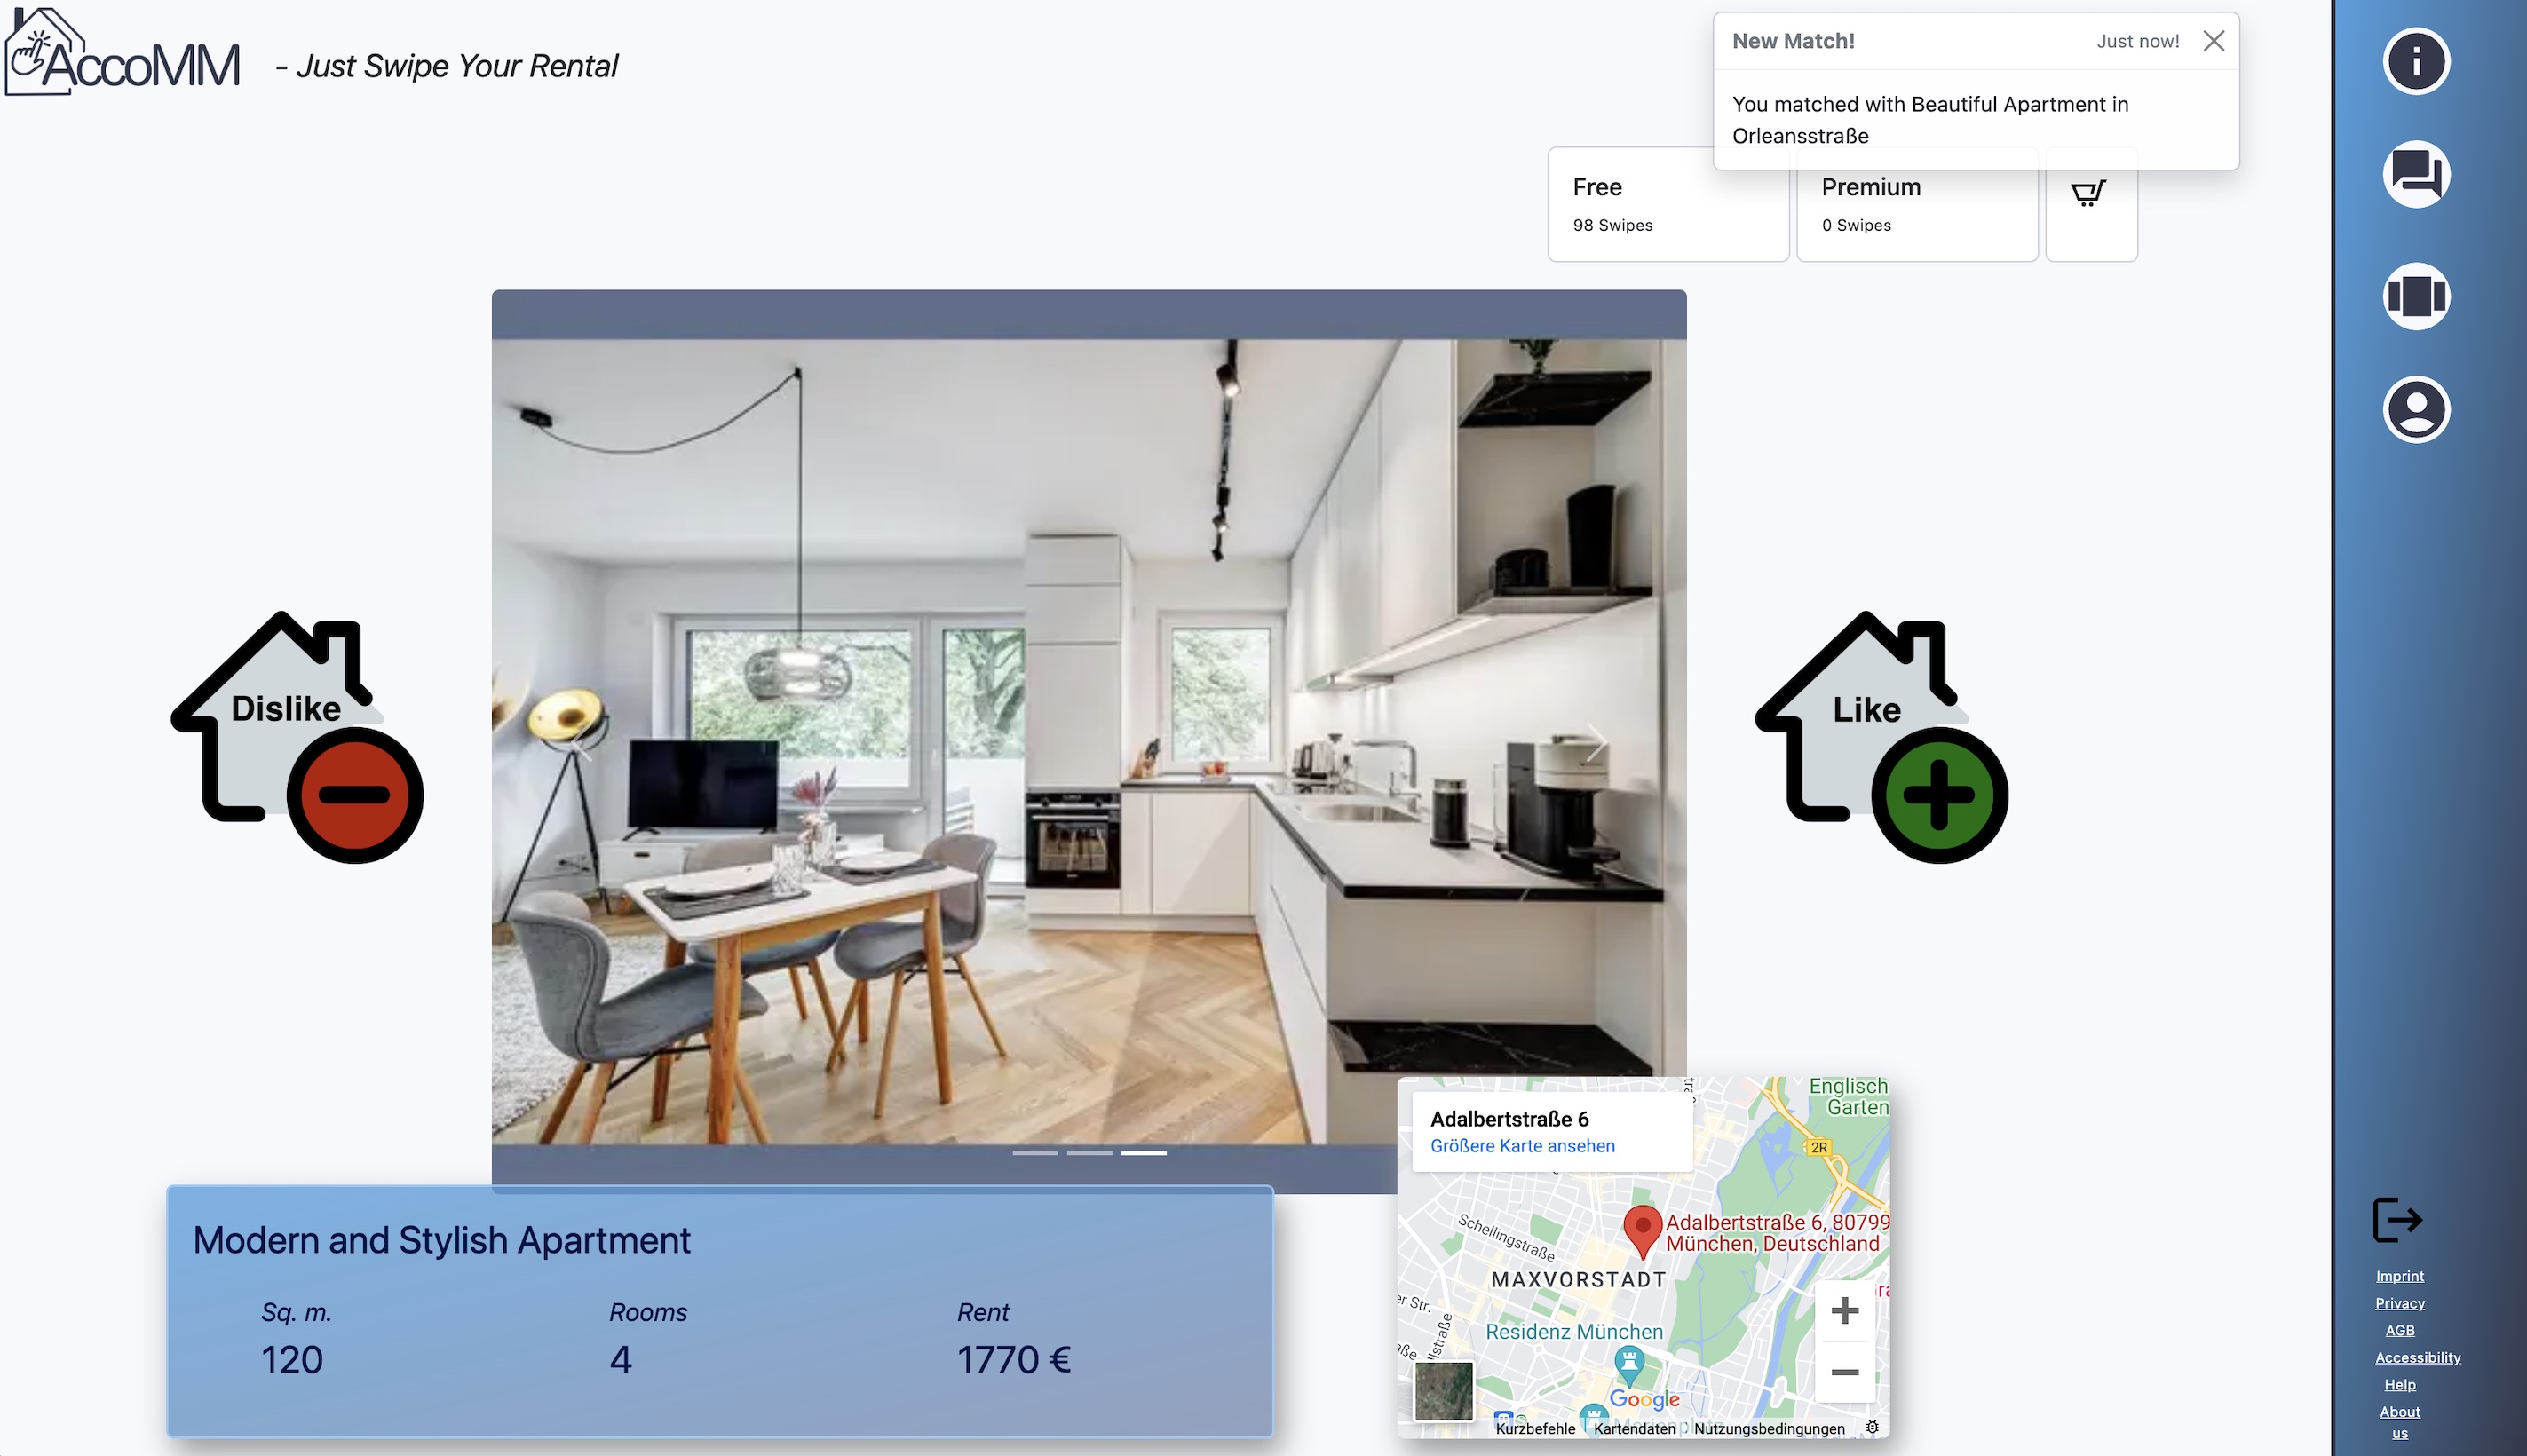 AccoMM
- Just Swipe Your Rental
New Match!
Just now!
You matched with Beautiful Apartment in
Orleansstraße
Free
98 Swipes
Premium
0 Swipes
Dislike
Like
Modern and Stylish Apartment
Sq. m.
Rooms
Rent
120
4
1770 €
Adalbertstraße 6
Größere Karte ansehen
Englisch
Garten
2R
Schellingstraße
Adalbertstraße 6, 80799
München, Deutschland
MAXVORSTADT
er Str.
Residenz München
Google
Kurzbefehle
Kartendaten
Nutzungsbedingungen
Imprint
Privacy
AGB
Accessibility
Help
About
us